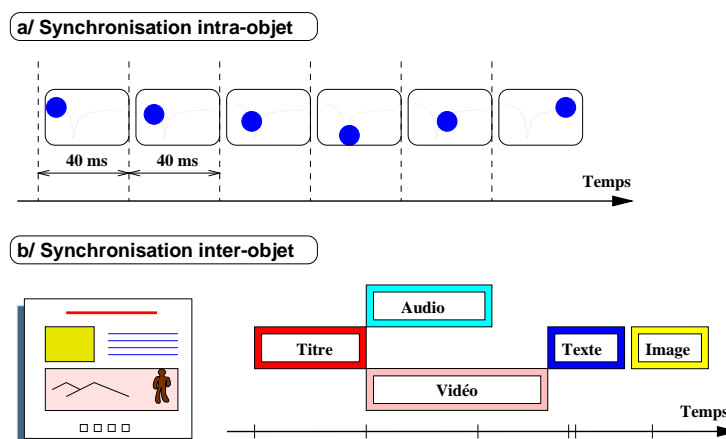 a/ Synchronisation intra-objet
40 ms 40 ms
Temps
b/ Synchronisation inter-objet
Audio
Titre Texte Image
Vidéo
Temps